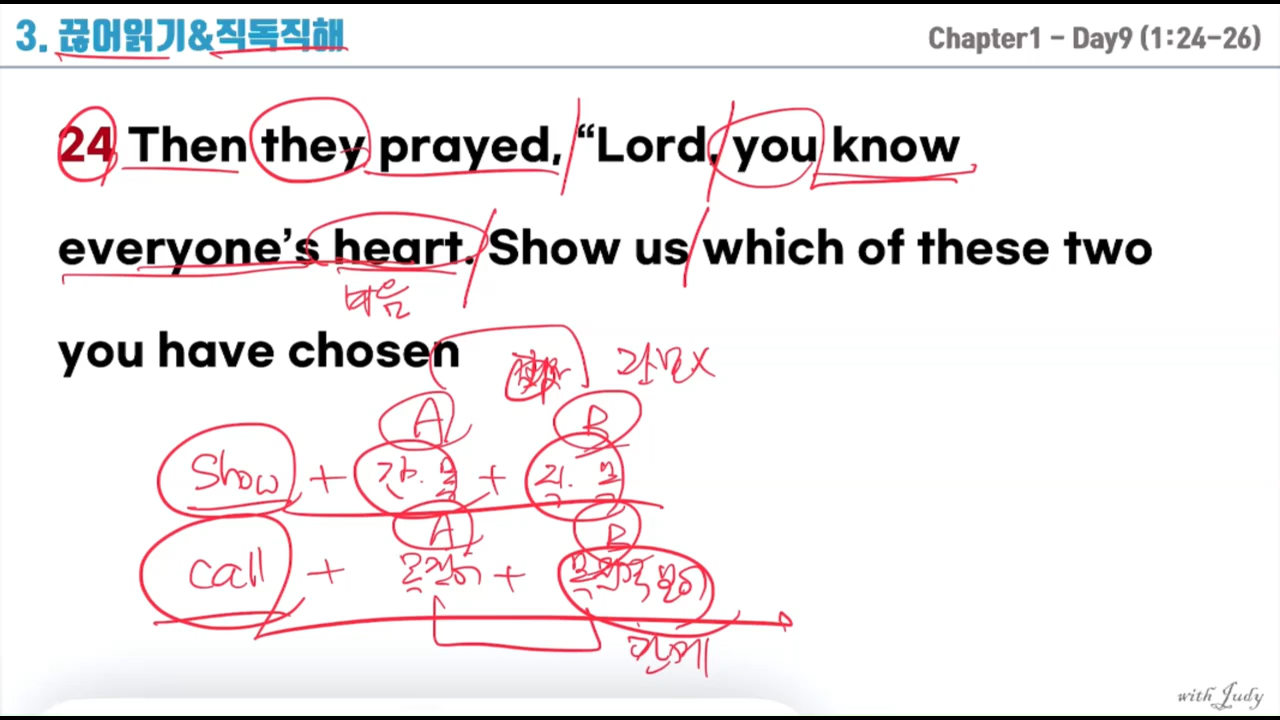 3. 끊어읽기&직독직해
Chapter1 - Day9 (1:24-26)
24 Then they prayed, “Lord, you know
everyone’s heart. Show us which of these two
마음
you have chosen
A B
Show + 간.목 + 직.목
A B
call + 목적어 + 목적격보어
관계
with Judy